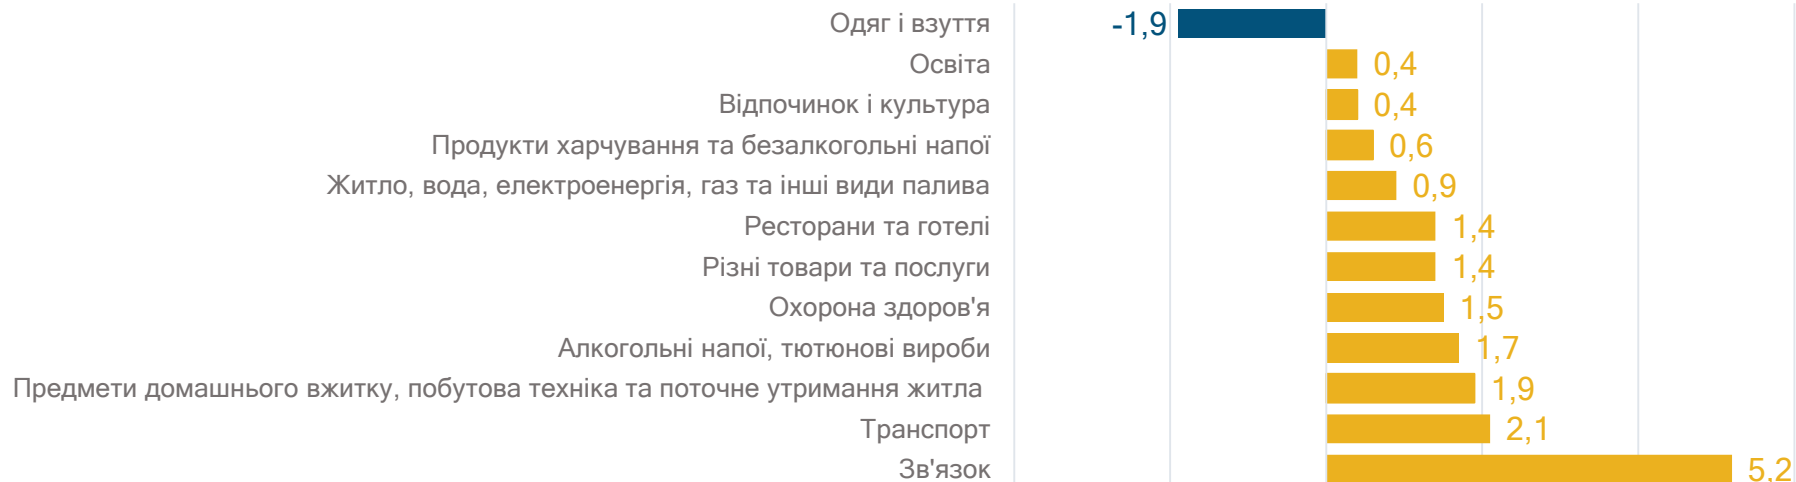 Одяг і взуття -1,9
Освіта 0,4
Відпочинок і культура 0,4
Продукти харчування та безалкогольні напої 0,6
Житло, вода, електроенергія, газ та інші види палива 0,9
Ресторани та готелі 1,4
Різні товари та послуги 1,4
Охорона здоров'я 1,5
Алкогольні напої, тютюнові вироби 1,7
Предмети домашнього вжитку, побутова техніка та поточне утримання житла 1,9
Транспорт 2,1
Зв'язок 5,2